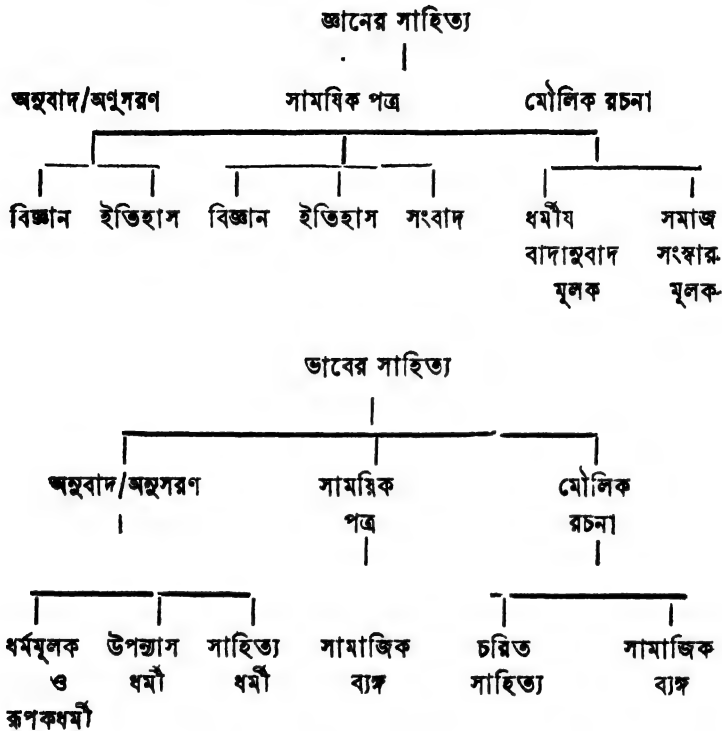 জ্ঞানের সাহিত্য
অনুবাদ/অণুসরণ সামযিক পত্র মৌলিক রচনা
বিজ্ঞান ইতিহাস বিজ্ঞান ইতিহাস সংবাদ ধর্মীয সমাজ
বাদানুবাদ সংস্কার
মূলক মূলক
ভাবের সাহিত্য
অনুবাদ/অনুসরণ সাময়িক মৌলিক
পত্র রচনা
ধর্মমূলক উপন্যাস সাহিত্য সামাজিক চরিত সামাজিক
ও ধর্মী ধর্মী ব্যঙ্গ সাহিত্য ব্যঙ্গ
রূপকধর্মী